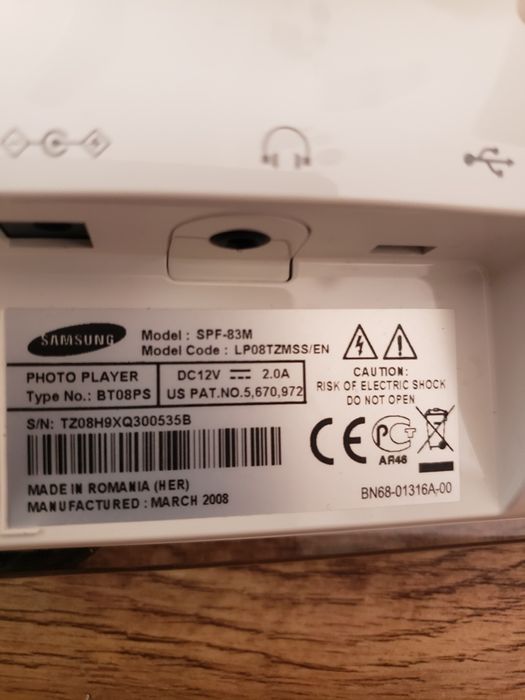 SAMSUNG
Model : SPF-83M
Model Code : LP08TZMSS/EN
PHOTO PLAYER
Type No.: BT08PS
DC12V ⎓ 2.0A
US PAT.NO.5,670,972
CAUTION:
RISK OF ELECTRIC SHOCK
DO NOT OPEN
S/N: TZ08H9XQ300535B
CE
PCT
AR46
MADE IN ROMANIA (HER)
MANUFACTURED : MARCH 2008
BN68-01316A-00